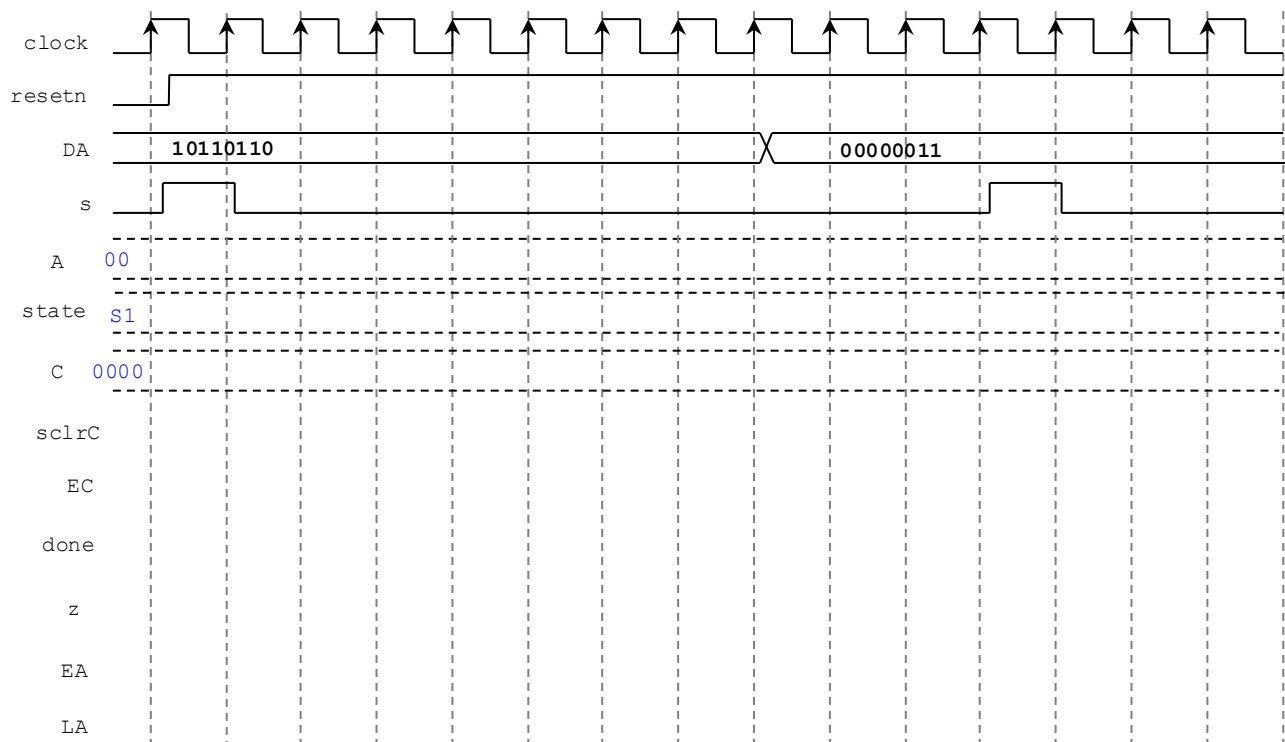 clock
resetn
DA 10110110 00000011
s
A 00
state S1
C 0000
sclrC
EC
done
z
EA
LA